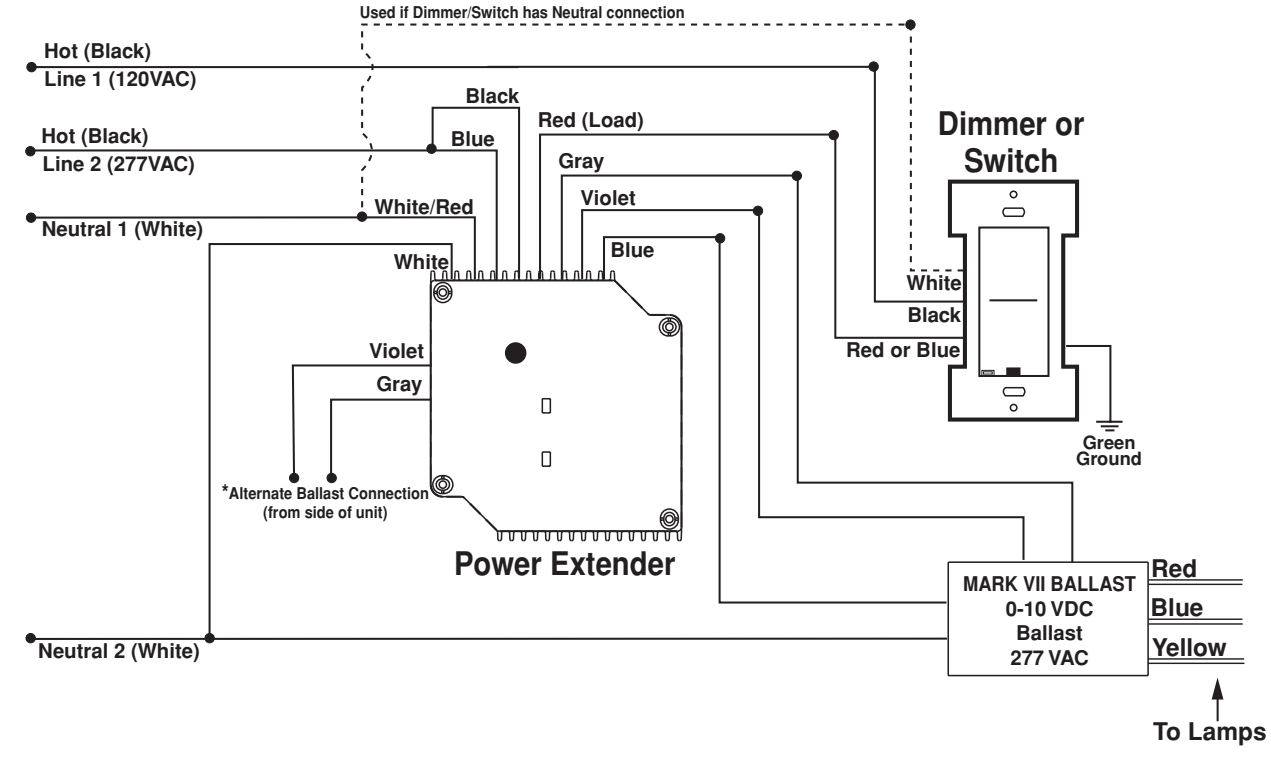 Used if Dimmer/Switch has Neutral connection
Hot (Black)
Line 1 (120VAC)
Black
Hot (Black)
Line 2 (277VAC)
Blue
Red (Load)
Gray
Violet
Blue
White/Red
Neutral 1 (White)
White
Dimmer or
Switch
White
Black
Red or Blue
Green
Ground
Violet
Gray
*Alternate Ballast Connection
(from side of unit)
Power Extender
MARK VII BALLAST
0-10 VDC
Ballast
277 VAC
Red
Blue
Yellow
Neutral 2 (White)
To Lamps